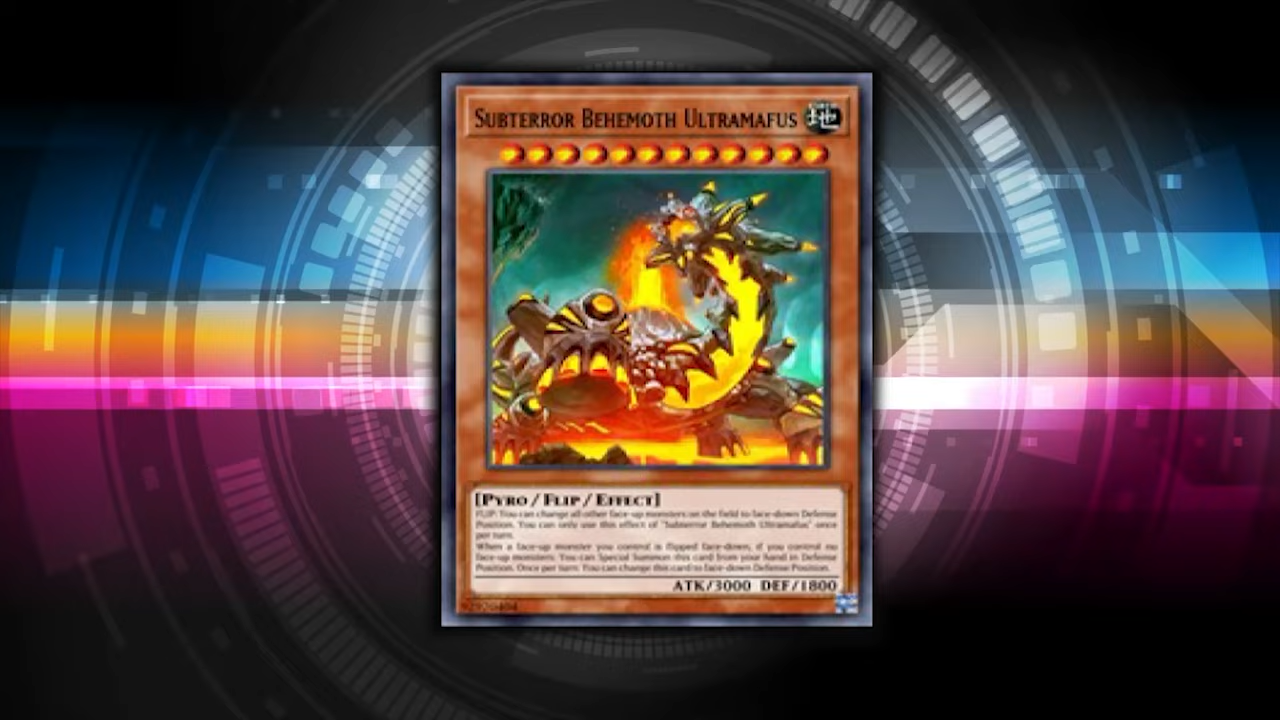 SUBTERROR BEHEMOTH ULTRAMAFUS
地
[PYRO / FLIP / EFFECT]
FLIP: You can change all other face-up monsters on the field to face-down Defense
Position. You can only use this effect of "Subterror Behemoth Ultramafus" once
per turn.
When a face-up monster you control is flipped face-down, if you control no
face-up monsters: You can Special Summon this card from your hand in Defense
Position. Once per turn: You can change this card to face-down Defense Position.
ATK/3000 DEF/1800